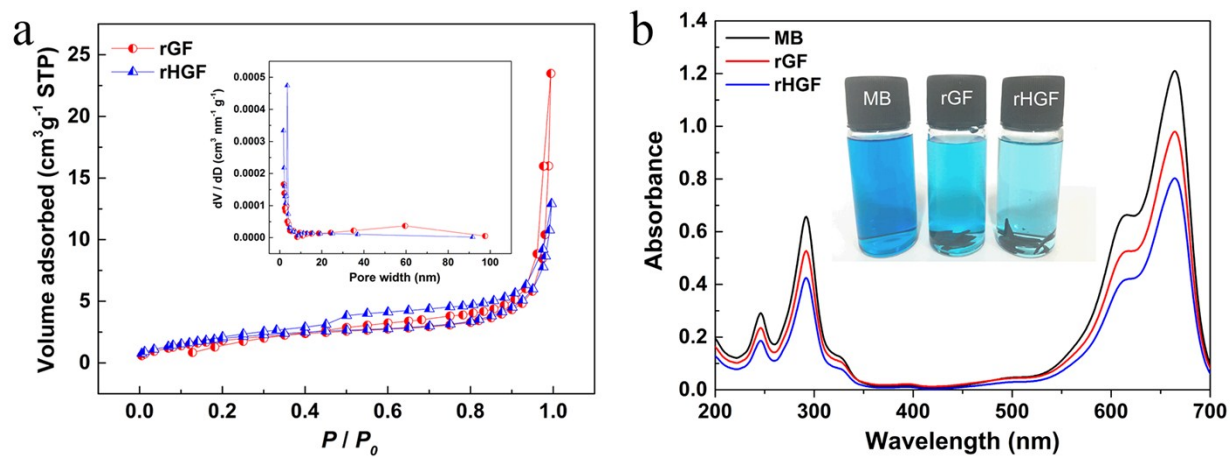 a
rGF
rHGF
Volume adsorbed (cm³g⁻¹ STP)
25
20
15
10
5
0
0.0 0.2 0.4 0.6 0.8 1.0
P / P₀
dV / dD (cm³ nm⁻¹ g⁻¹)
0.0005
0.0004
0.0003
0.0002
0.0001
0.0000
0 20 40 60 80 100
Pore width (nm)
b
MB
rGF
rHGF
Absorbance
1.4
1.2
1.0
0.8
0.6
0.4
0.2
0.0
200 300 400 500 600 700
Wavelength (nm)
MB rGF rHGF